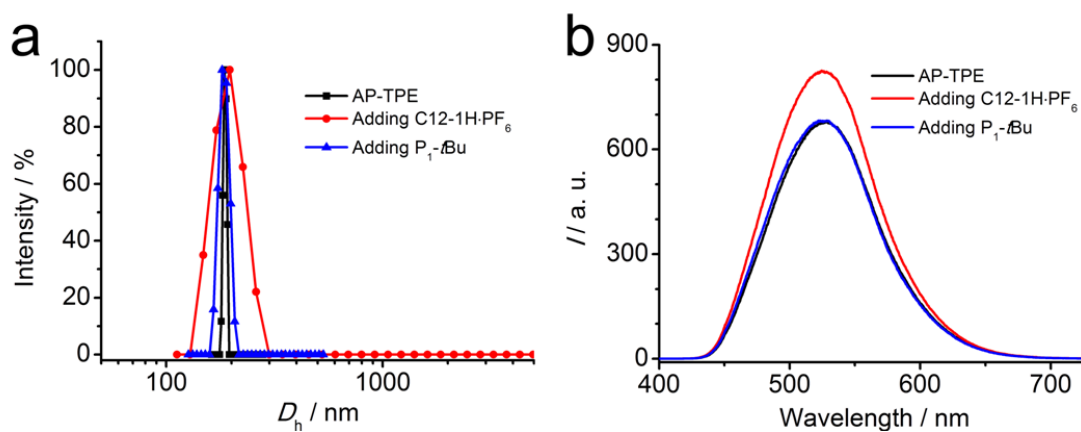 a
100
80
60
40
20
0
Intensity / %
100
1000
D_h / nm
AP-TPE
Adding C12-1H·PF₆
Adding P₁-tBu
b
900
600
300
0
I / a. u.
400
500
600
700
Wavelength / nm
AP-TPE
Adding C12-1H·PF₆
Adding P₁-tBu